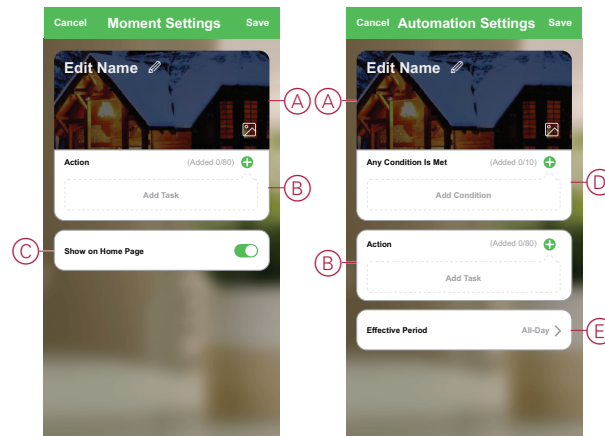 Cancel Moment Settings Save
Edit Name
A
Action (Added 0/80)
Add Task
B
C
Show on Home Page
Cancel Automation Settings Save
A
Edit Name
Any Condition Is Met (Added 0/10)
Add Condition
D
Action (Added 0/80)
B
Add Task
Effective Period All-Day
E